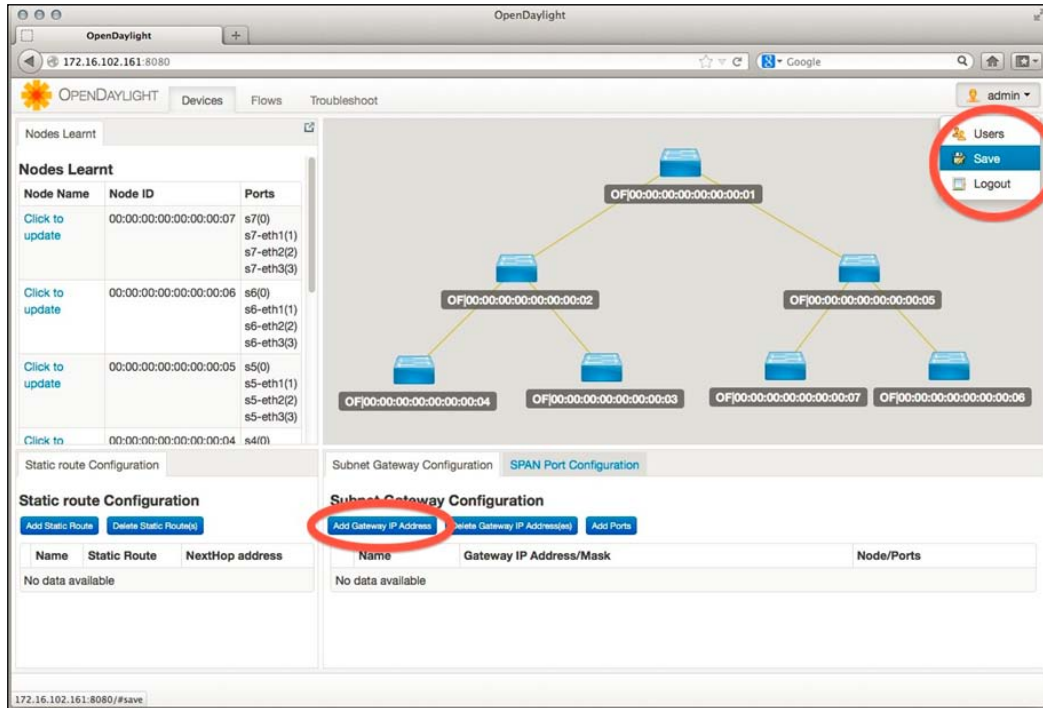 OpenDaylight
OpenDaylight
172.16.102.161:8080
Google
OPENDAYLIGHT
Devices
Flows
Troubleshoot
admin
Users
Save
Logout
Nodes Learnt
Nodes Learnt
Node Name Node ID Ports
Click to update 00:00:00:00:00:00:00:07 s7(0)
s7-eth1(1)
s7-eth2(2)
s7-eth3(3)
Click to update 00:00:00:00:00:00:00:06 s6(0)
s6-eth1(1)
s6-eth2(2)
s6-eth3(3)
Click to update 00:00:00:00:00:00:00:05 s5(0)
s5-eth1(1)
s5-eth2(2)
s5-eth3(3)
Click to 00:00:00:00:00:00:00:04 s4(0)
OF|00:00:00:00:00:00:00:01
OF|00:00:00:00:00:00:00:02
OF|00:00:00:00:00:00:00:05
OF|00:00:00:00:00:00:00:04
OF|00:00:00:00:00:00:00:03
OF|00:00:00:00:00:00:00:07
OF|00:00:00:00:00:00:00:06
Static route Configuration
Static route Configuration
Add Static Route Delete Static Route(s)
Name Static Route NextHop address
No data available
Subnet Gateway Configuration SPAN Port Configuration
Subnet Gateway Configuration
Add Gateway IP Address Delete Gateway IP Address(es) Add Ports
Name Gateway IP Address/Mask Node/Ports
No data available
172.16.102.161:8080/#save